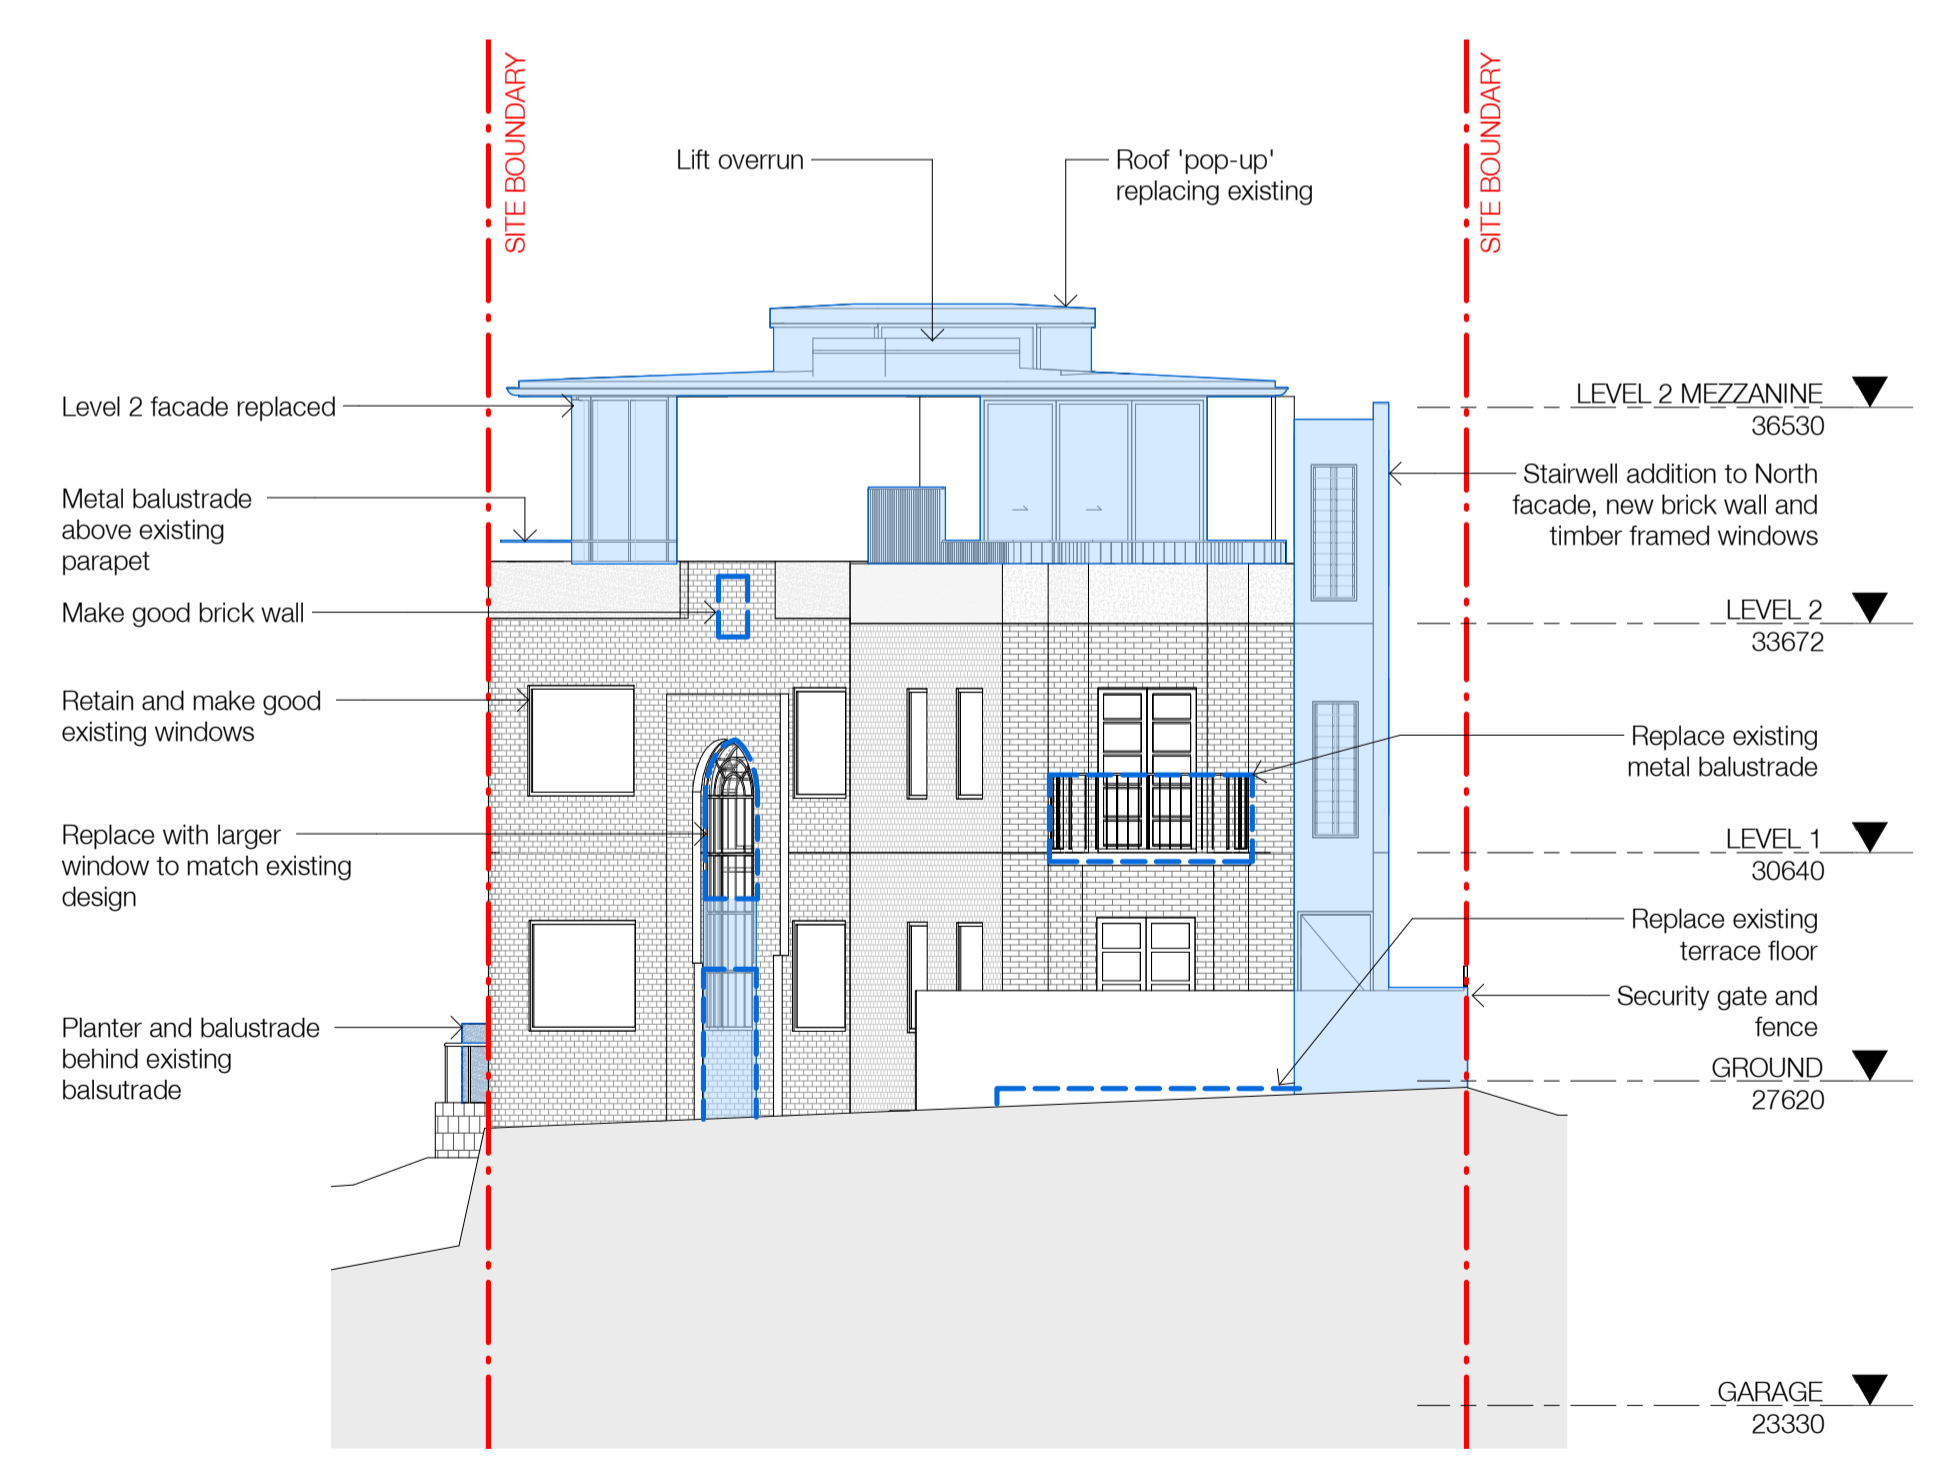 SITE BOUNDARY
SITE BOUNDARY
Lift overrun
Roof 'pop-up'
replacing existing
Level 2 facade replaced
Metal balustrade
above existing
parapet
Make good brick wall
Retain and make good
existing windows
Replace with larger
window to match existing
design
Planter and balustrade
behind existing
balsutrade
LEVEL 2 MEZZANINE
36530
Stairwell addition to North
facade, new brick wall and
timber framed windows
LEVEL 2
33672
Replace existing
metal balustrade
LEVEL 1
30640
Replace existing
terrace floor
Security gate and
fence
GROUND
27620
GARAGE
23330